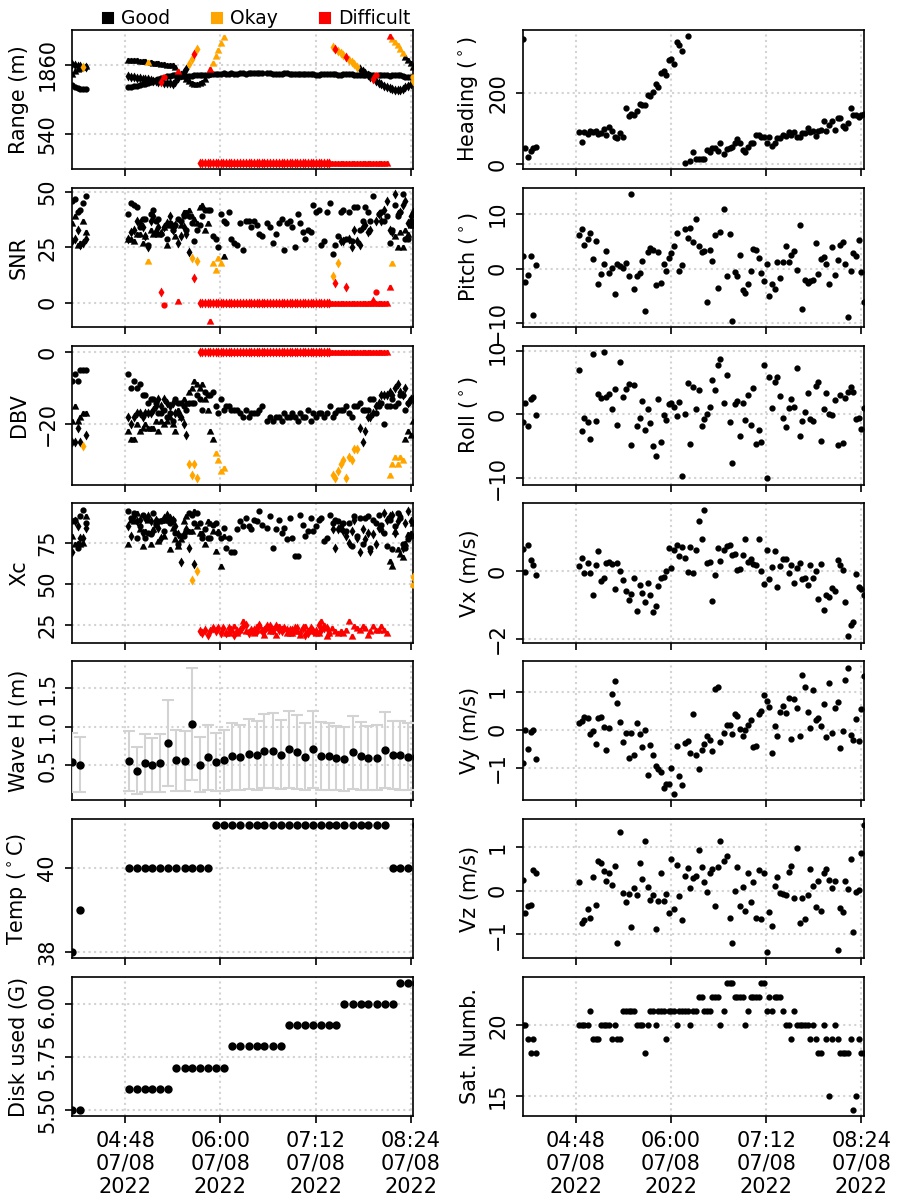 Good Okay Difficult
Range (m)
1860
540
Heading (°)
200
0
SNR
50
25
0
Pitch (°)
10
0
−10
DBV
0
−20
Roll (°)
10
0
−10
Xc
75
50
25
Vx (m/s)
0
−2
Wave H (m)
1.5
1.0
0.5
Vy (m/s)
1
0
−1
Temp (°C)
40
38
Vz (m/s)
1
0
−1
Disk used (G)
6.00
5.75
5.50
Sat. Numb.
20
15
04:48 06:00 07:12 08:24
07/08 07/08 07/08 07/08
2022 2022 2022 2022
04:48 06:00 07:12 08:24
07/08 07/08 07/08 07/08
2022 2022 2022 2022